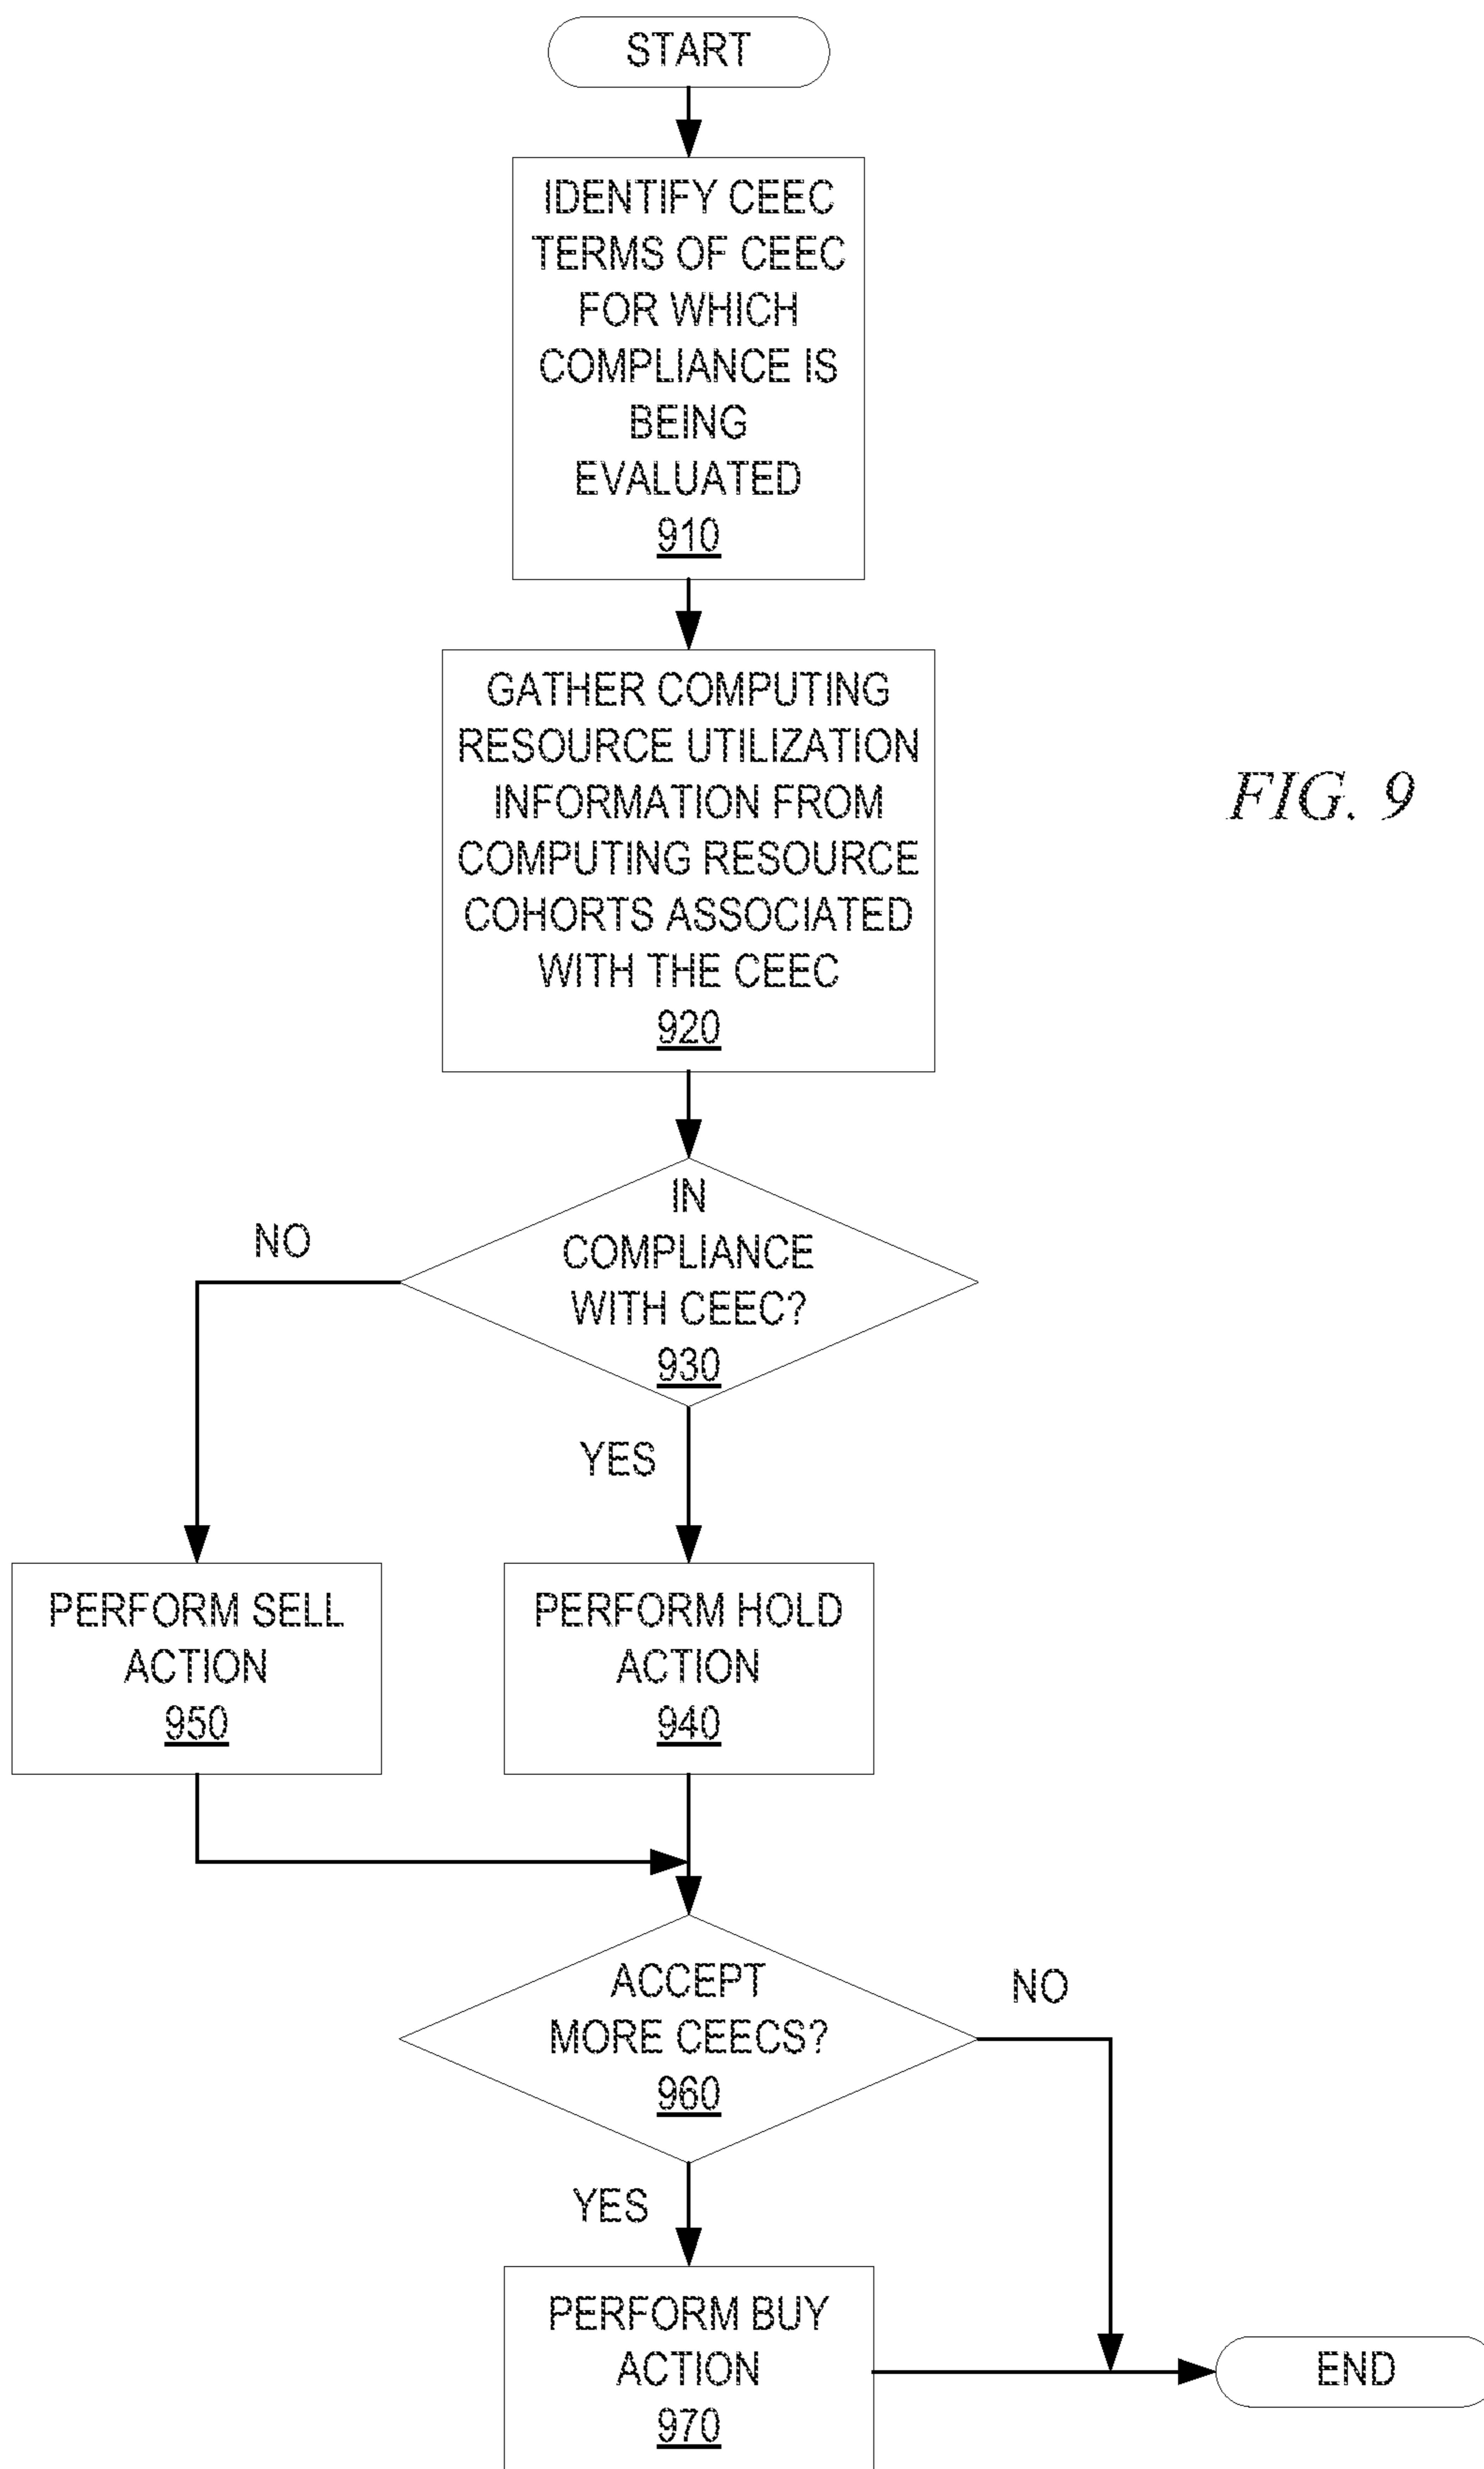 START
IDENTIFY CEEC
TERMS OF CEEC
FOR WHICH
COMPLIANCE IS
BEING
EVALUATED
910
GATHER COMPUTING
RESOURCE UTILIZATION
INFORMATION FROM
COMPUTING RESOURCE
COHORTS ASSOCIATED
WITH THE CEEC
920
FIG. 9
IN
COMPLIANCE
WITH CEEC?
930
NO
YES
PERFORM SELL
ACTION
950
PERFORM HOLD
ACTION
940
ACCEPT
MORE CEECS?
960
NO
YES
PERFORM BUY
ACTION
970
END